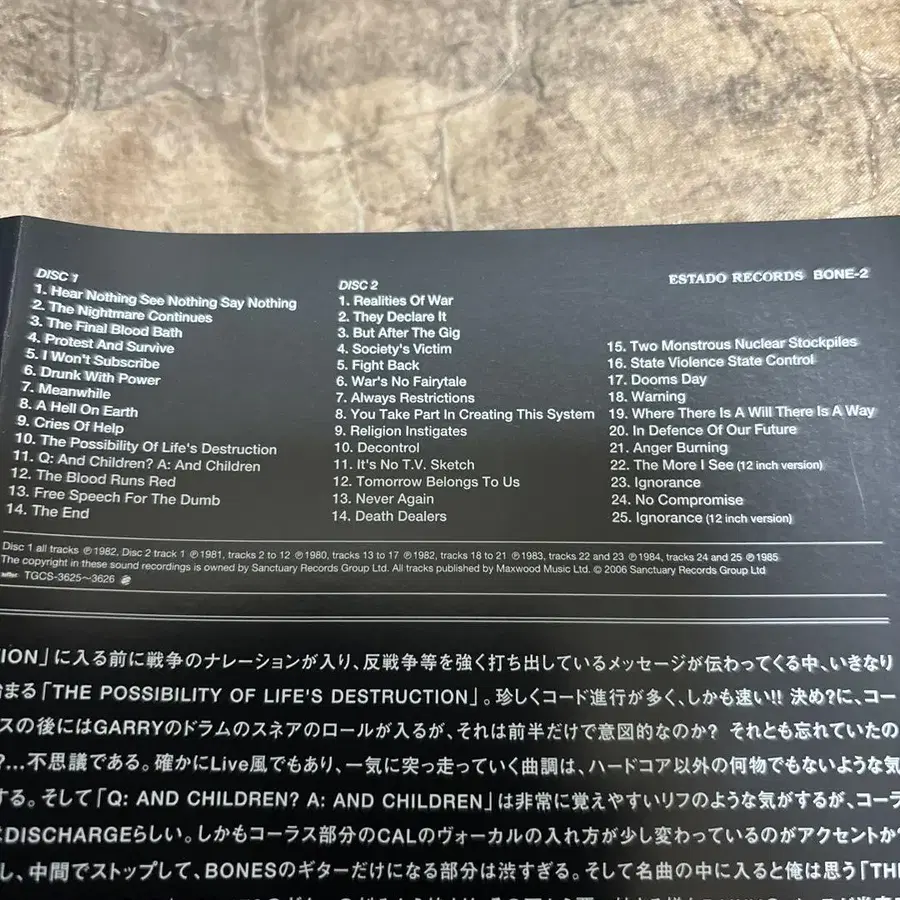 DISC 1
1. Hear Nothing See Nothing Say Nothing
2. The Nightmare Continues
3. The Final Blood Bath
4. Protest And Survive
5. I Won't Subscribe
6. Drunk With Power
7. Meanwhile
8. A Hell On Earth
9. Cries Of Help
10. The Possibility Of Life's Destruction
11. Q: And Children? A: And Children
12. The Blood Runs Red
13. Free Speech For The Dumb
14. The End
DISC 2
1. Realities Of War
2. They Declare It
3. But After The Gig
4. Society's Victim
5. Fight Back
6. War's No Fairytale
7. Always Restrictions
8. You Take Part In Creating This System
9. Religion Instigates
10. Decontrol
11. It's No T.V. Sketch
12. Tomorrow Belongs To Us
13. Never Again
14. Death Dealers
ESTADO RECORDS BONE-2
15. Two Monstrous Nuclear Stockpiles
16. State Violence State Control
17. Dooms Day
18. Warning
19. Where There Is A Will There Is A Way
20. In Defence Of Our Future
21. Anger Burning
22. The More I See (12 inch version)
23. Ignorance
24. No Compromise
25. Ignorance (12 inch version)
Disc 1 all tracks ℗1982, Disc 2 track 1 ℗1981, tracks 2 to 12 ℗1980, tracks 13 to 17 ℗1982, tracks 18 to 21 ℗1983, tracks 22 and 23 ℗1984, tracks 24 and 25 ℗1985
The copyright in these sound recordings is owned by Sanctuary Records Group Ltd. All tracks published by Maxwood Music Ltd. © 2006 Sanctuary Records Group Ltd
TGCS-3625~3626
TION」に入る前に戦争のナレーションが入り、反戦争等を強く打ち出しているメッセージが伝わってくる中、いきなり
始まる「THE POSSIBILITY OF LIFE'S DESTRUCTION」。珍しくコード進行が多く、しかも速い!! 決め?に、コー
スの後にはGARRYのドラムのスネアのロールが入るが、それは前半だけで意図的なのか? それとも忘れていたの
?…不思議である。確かにLive風でもあり、一気に突っ走っていく曲調は、ハードコア以外の何物でもないような気
する。そして「Q: AND CHILDREN? A: AND CHILDREN」は非常に覚えやすいリフのような気がするが、コーラ
はDISCHARGEらしい。しかもコーラス部分のCALのヴォーカルの入れ方が少し変わっているのがアクセントか?
し、中間でストップして、BONESのギターだけになる部分は渋すぎる。そして名曲の中に入ると俺は思う「THE